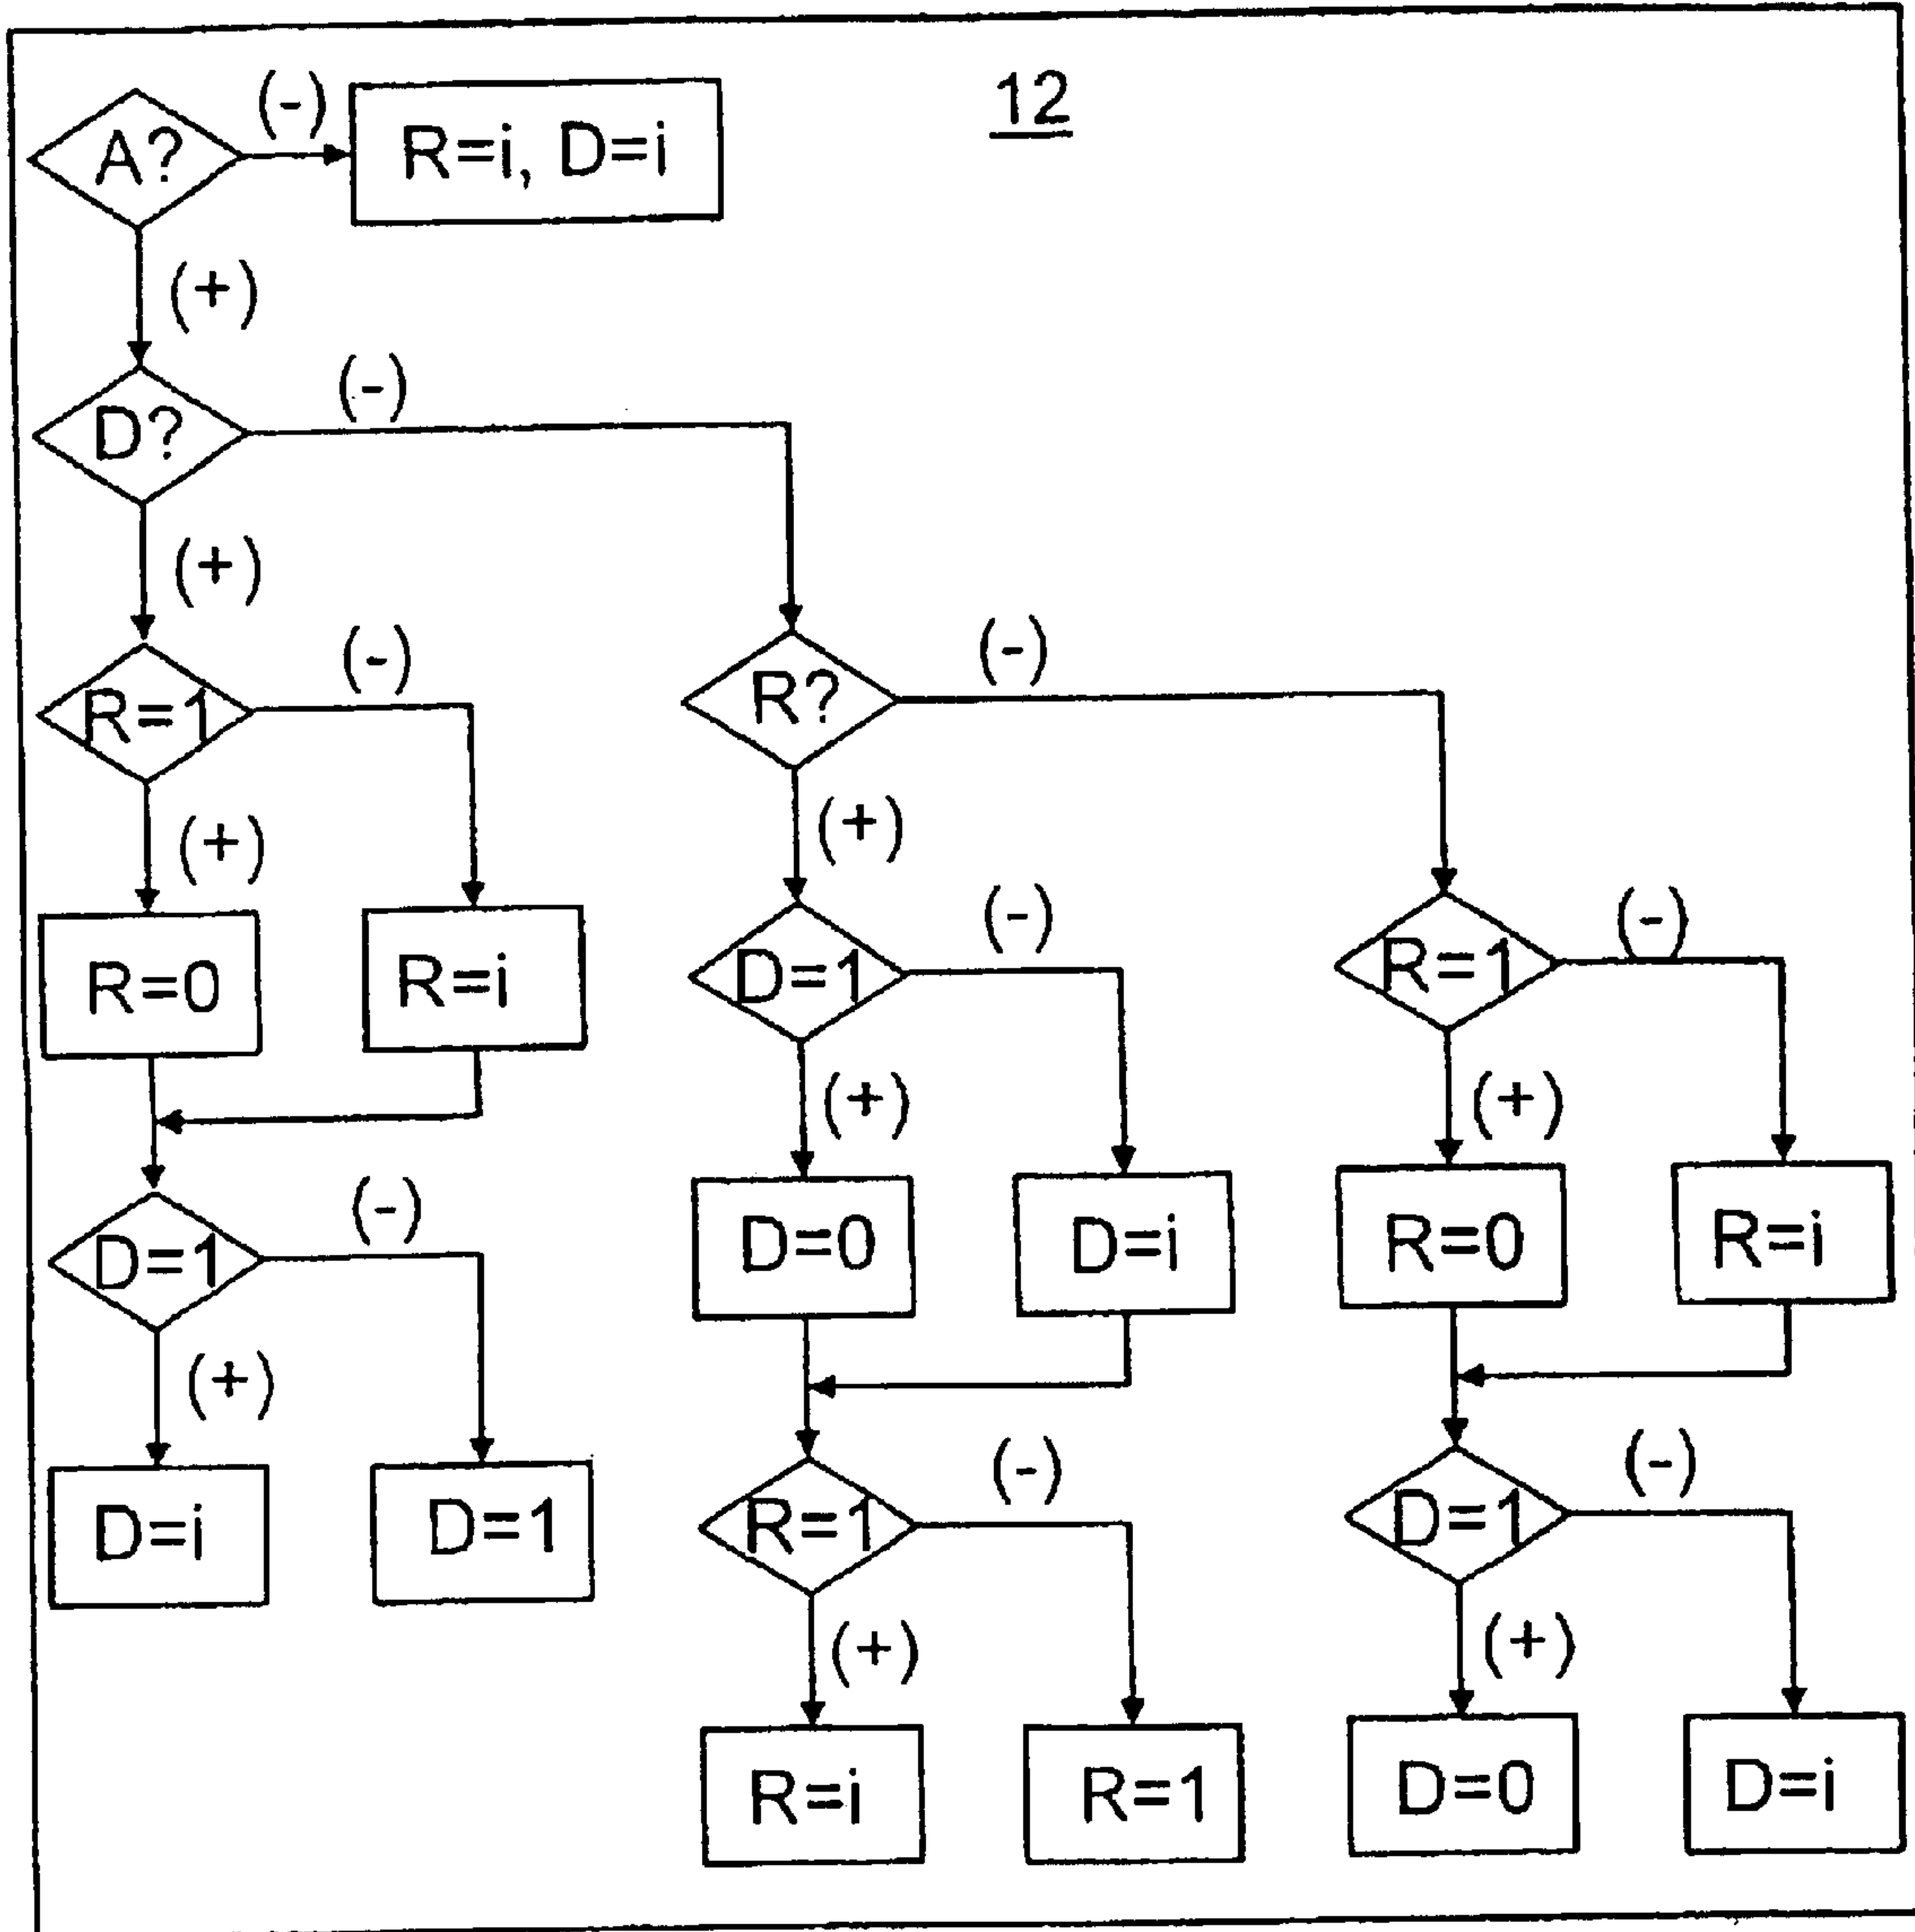 12
A?
(-)
R=i, D=i
(+)
D?
(-)
(+)
R=1
(-)
R?
(-)
(+)
(+)
R=0
R=i
D=1
(-)
R=1
(-)
(+)
(+)
D=1
(-)
D=0
D=i
R=0
R=i
(+)
D=i
D=1
R=1
(-)
D=1
(-)
(+)
(+)
R=i
R=1
D=0
D=i